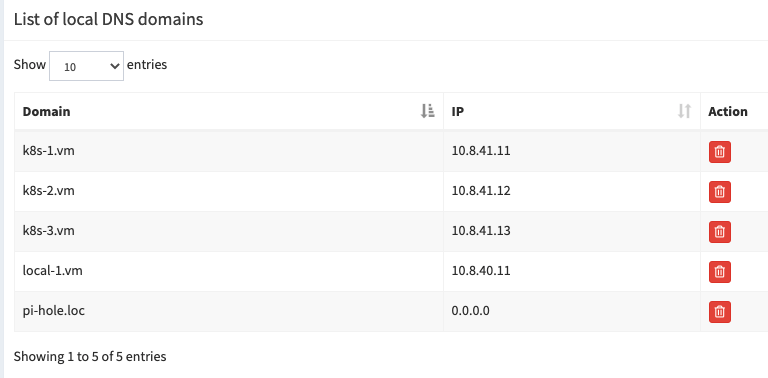 List of local DNS domains
Show 10 entries
Domain IP Action
k8s-1.vm 10.8.41.11
k8s-2.vm 10.8.41.12
k8s-3.vm 10.8.41.13
local-1.vm 10.8.40.11
pi-hole.loc 0.0.0.0
Showing 1 to 5 of 5 entries